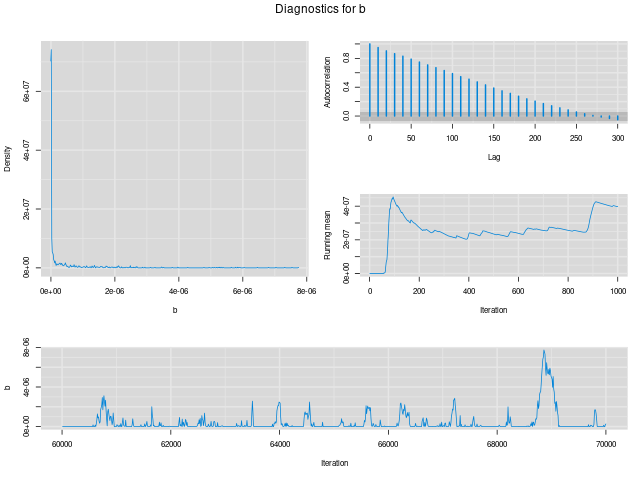 Diagnostics for b
Density
0e+00 2e+07 4e+07 6e+07
0e+00 2e-06 4e-06 6e-06 8e-06
b
Autocorrelation
0.0 0.4 0.8
0 50 100 150 200 250 300
Lag
Running mean
0e+00 2e-07 4e-07
0 200 400 600 800 1000
Iteration
b
0e+00 4e-06 8e-06
60000 62000 64000 66000 68000 70000
Iteration